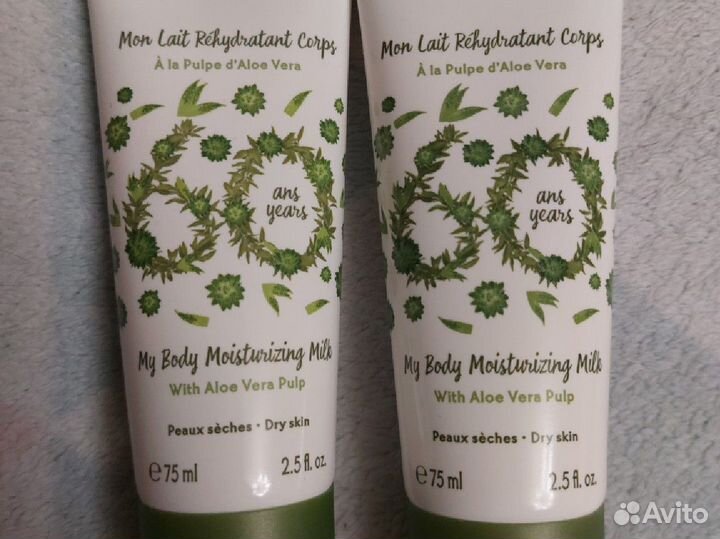 Mon Lait Réhydratant Corps
À la Pulpe d'Aloe Vera
60 ans
years
My Body Moisturizing Milk
With Aloe Vera Pulp
Peaux sèches • Dry skin
℮75 ml 2.5 fl. oz.
Mon Lait Réhydratant Corps
À la Pulpe d'Aloe Vera
60 ans
years
My Body Moisturizing Milk
With Aloe Vera Pulp
Peaux sèches • Dry skin
℮75 ml 2.5 fl. oz.
Avito